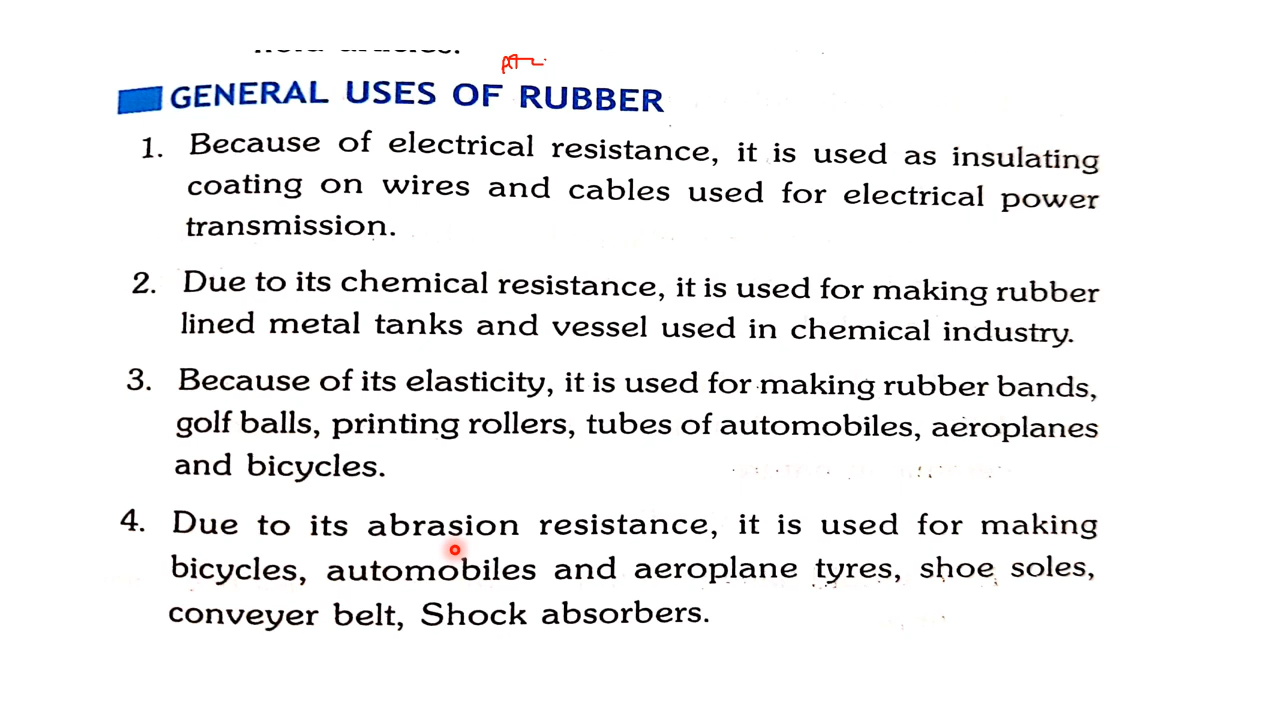 GENERAL USES OF RUBBER
1. Because of electrical resistance, it is used as insulating
coating on wires and cables used for electrical power
transmission.
2. Due to its chemical resistance, it is used for making rubber
lined metal tanks and vessel used in chemical industry.
3. Because of its elasticity, it is used for making rubber bands,
golf balls, printing rollers, tubes of automobiles, aeroplanes
and bicycles.
4. Due to its abrasion resistance, it is used for making
bicycles, automobiles and aeroplane tyres, shoe soles,
conveyer belt, Shock absorbers.